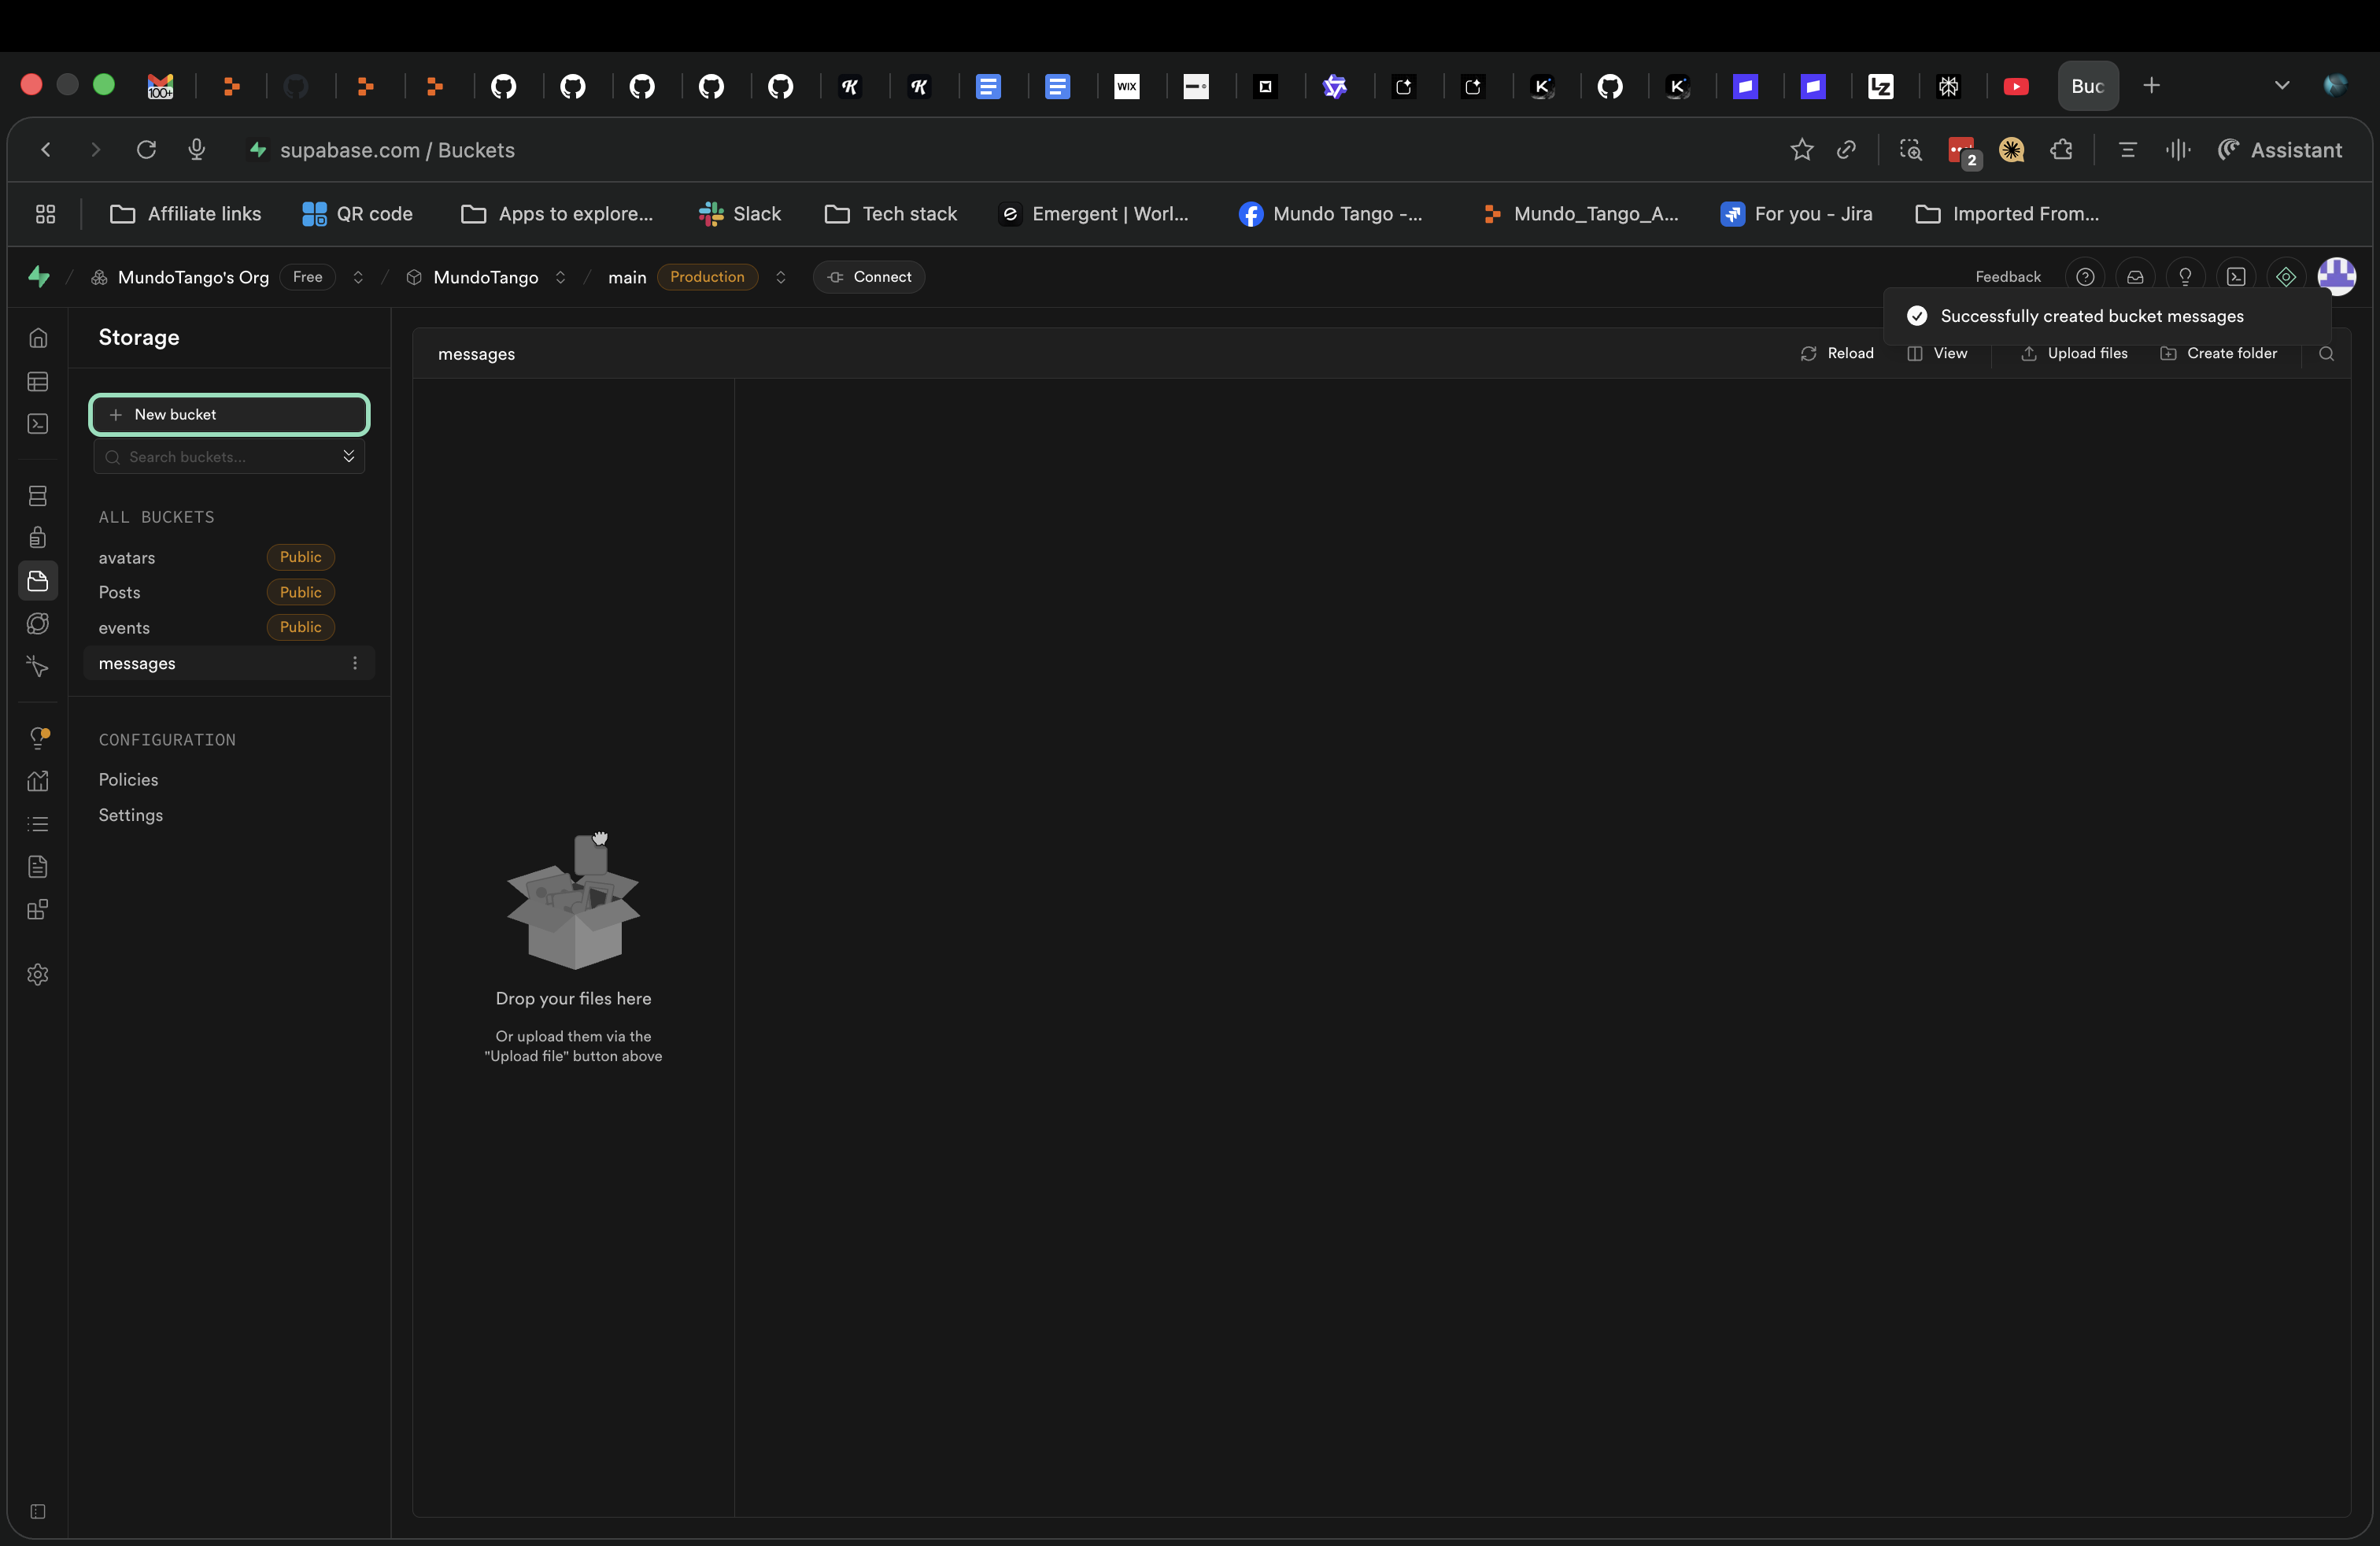 100+
WIX
LZ
Buc
supabase.com / Buckets
2
Assistant
Affiliate links
QR code
Apps to explore...
Slack
Tech stack
Emergent | Worl...
Mundo Tango -...
Mundo_Tango_A...
For you - Jira
Imported From...
MundoTango's Org
Free
MundoTango
main
Production
Connect
Feedback
Successfully created bucket messages
Storage
messages
Reload
View
Upload files
Create folder
New bucket
Search buckets...
ALL BUCKETS
avatars
Public
Posts
Public
events
Public
messages
CONFIGURATION
Policies
Settings
Drop your files here
Or upload them via the
"Upload file" button above